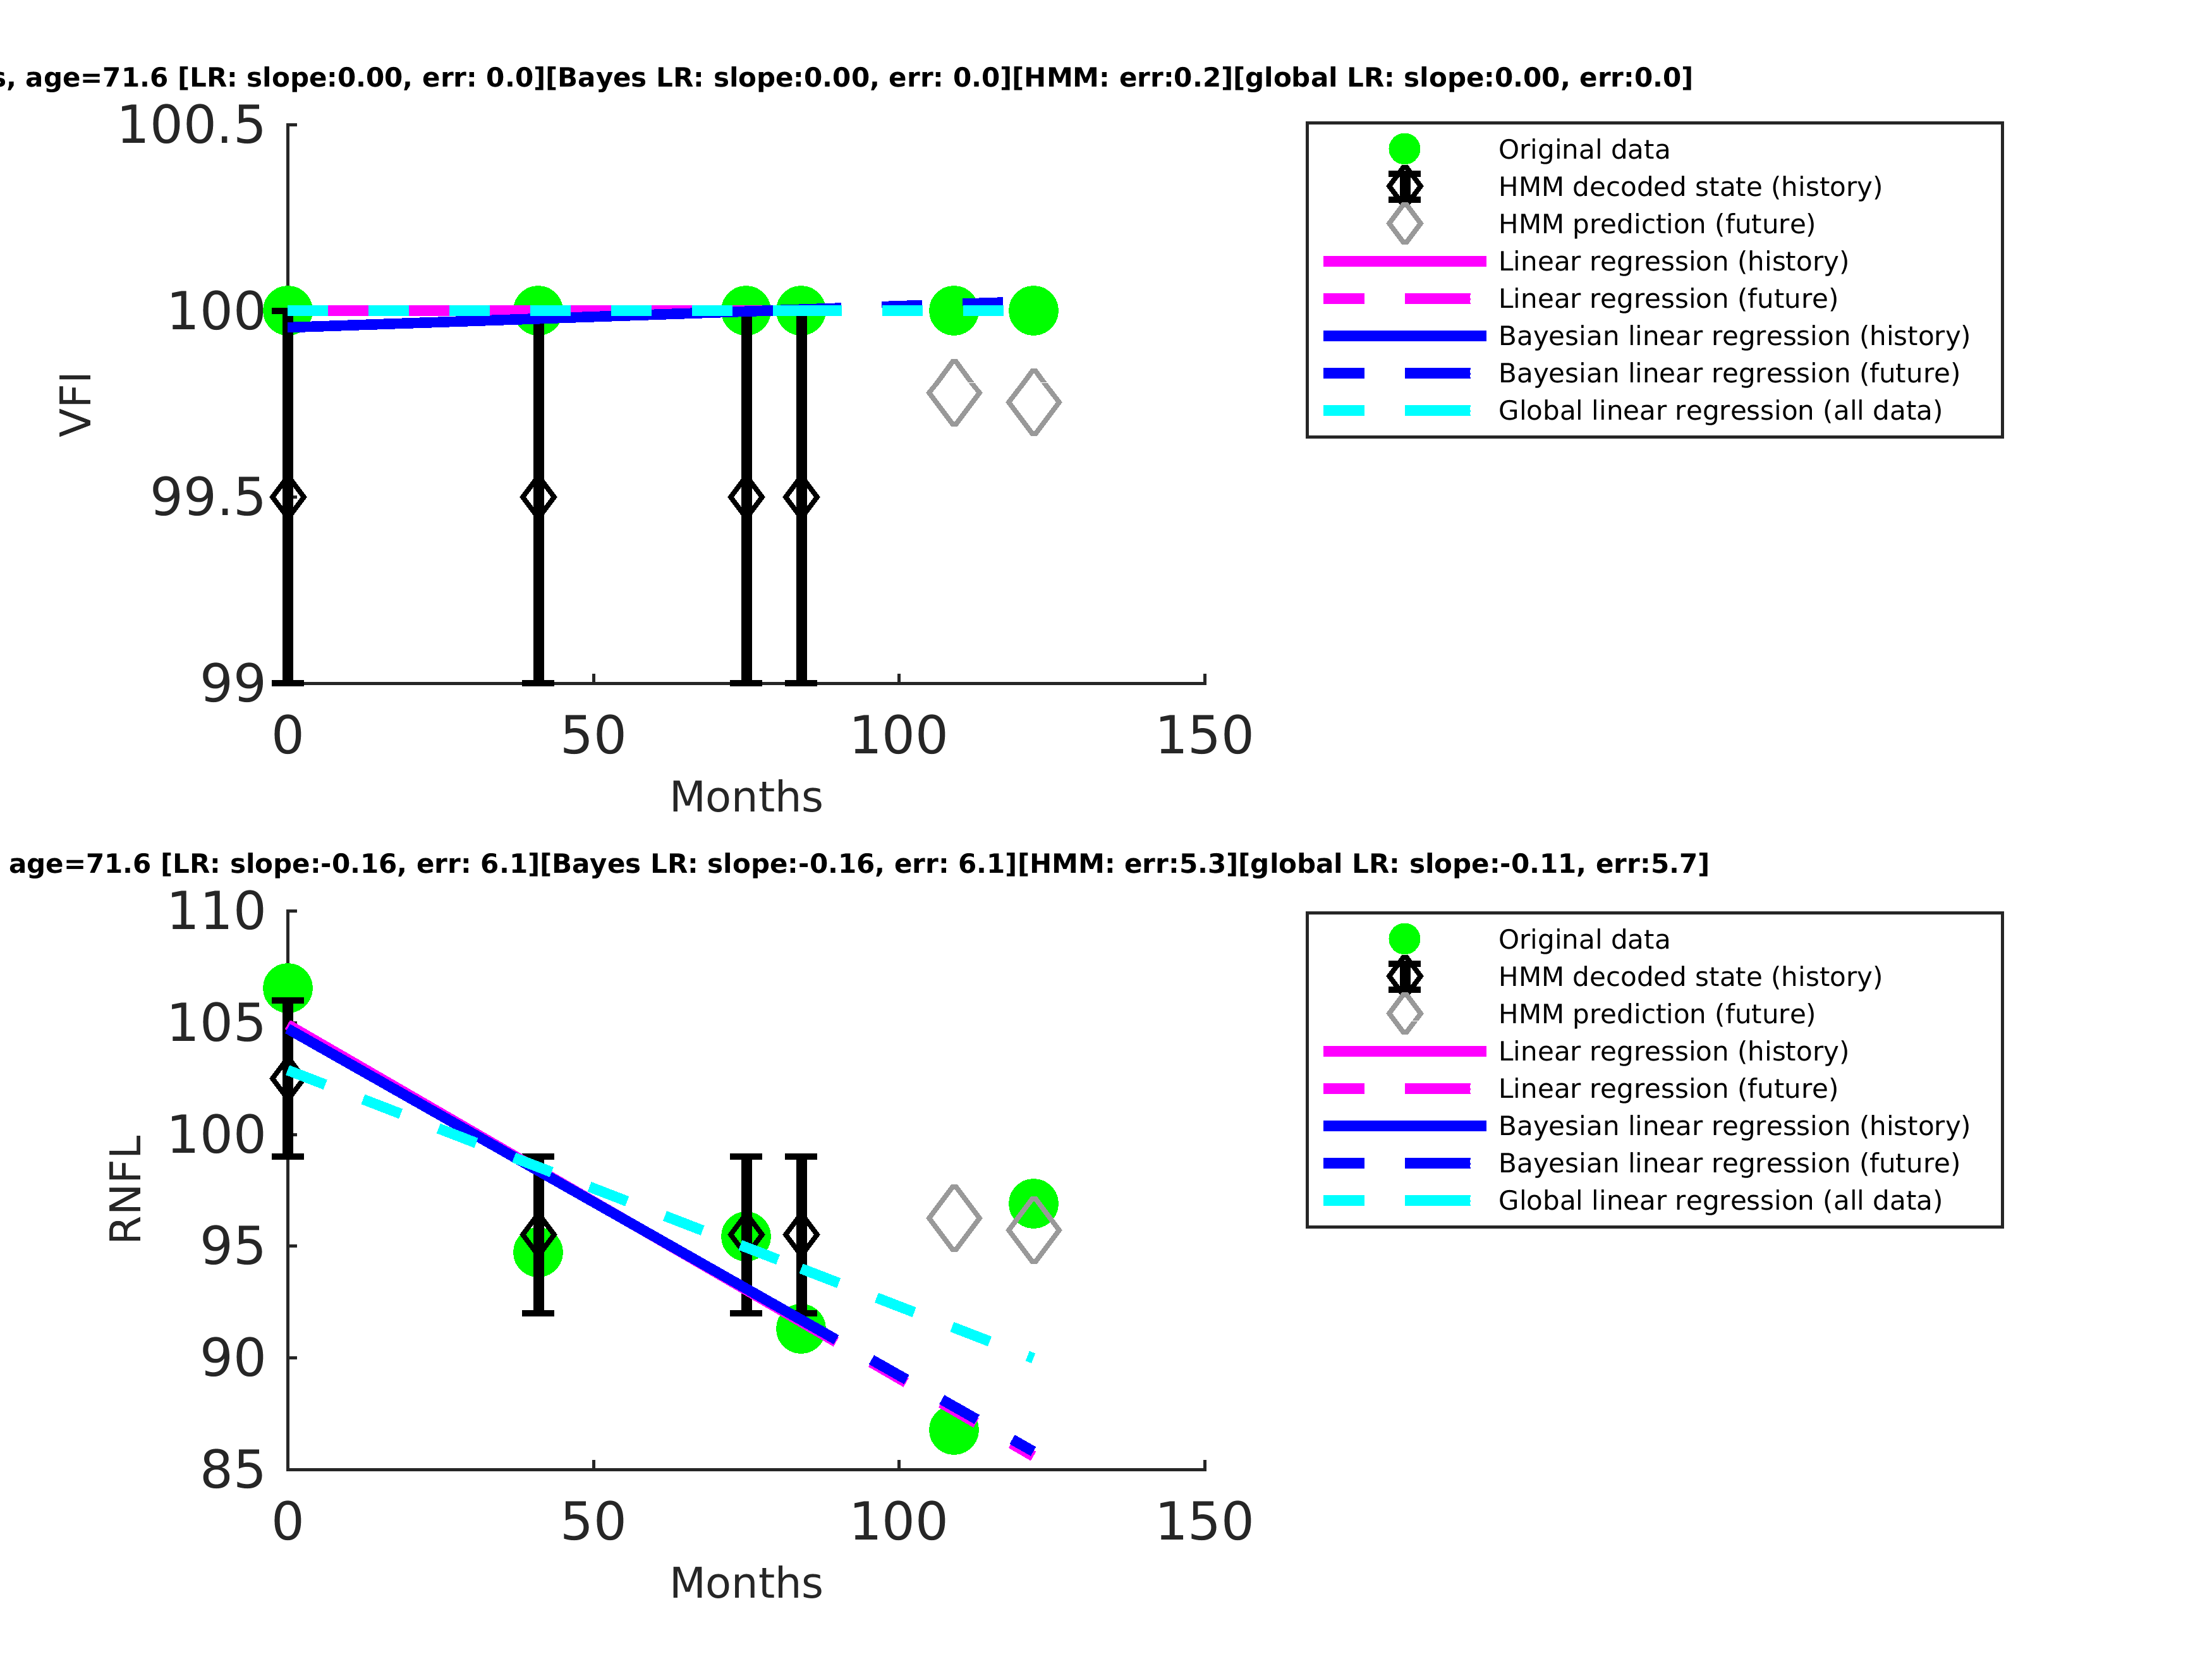 s, age=71.6 [LR: slope:0.00, err: 0.0][Bayes LR: slope:0.00, err: 0.0][HMM: err:0.2][global LR: slope:0.00, err:0.0]
100.5
100
99.5
99
VFI
0 50 100 150
Months
Original data
HMM decoded state (history)
HMM prediction (future)
Linear regression (history)
Linear regression (future)
Bayesian linear regression (history)
Bayesian linear regression (future)
Global linear regression (all data)
age=71.6 [LR: slope:-0.16, err: 6.1][Bayes LR: slope:-0.16, err: 6.1][HMM: err:5.3][global LR: slope:-0.11, err:5.7]
110
105
100
95
90
85
RNFL
0 50 100 150
Months
Original data
HMM decoded state (history)
HMM prediction (future)
Linear regression (history)
Linear regression (future)
Bayesian linear regression (history)
Bayesian linear regression (future)
Global linear regression (all data)